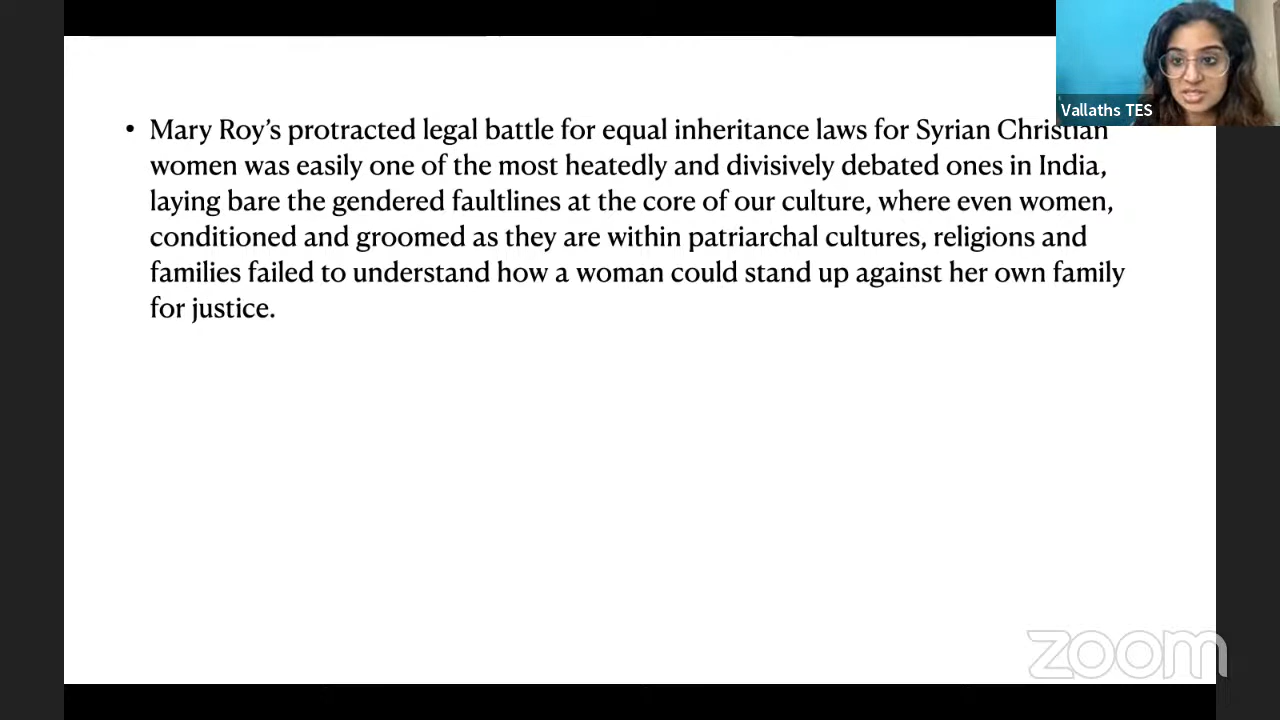 Vallaths TES
• Mary Roy’s protracted legal battle for equal inheritance laws for Syrian Christian
women was easily one of the most heatedly and divisively debated ones in India,
laying bare the gendered faultlines at the core of our culture, where even women,
conditioned and groomed as they are within patriarchal cultures, religions and
families failed to understand how a woman could stand up against her own family
for justice.
zoom